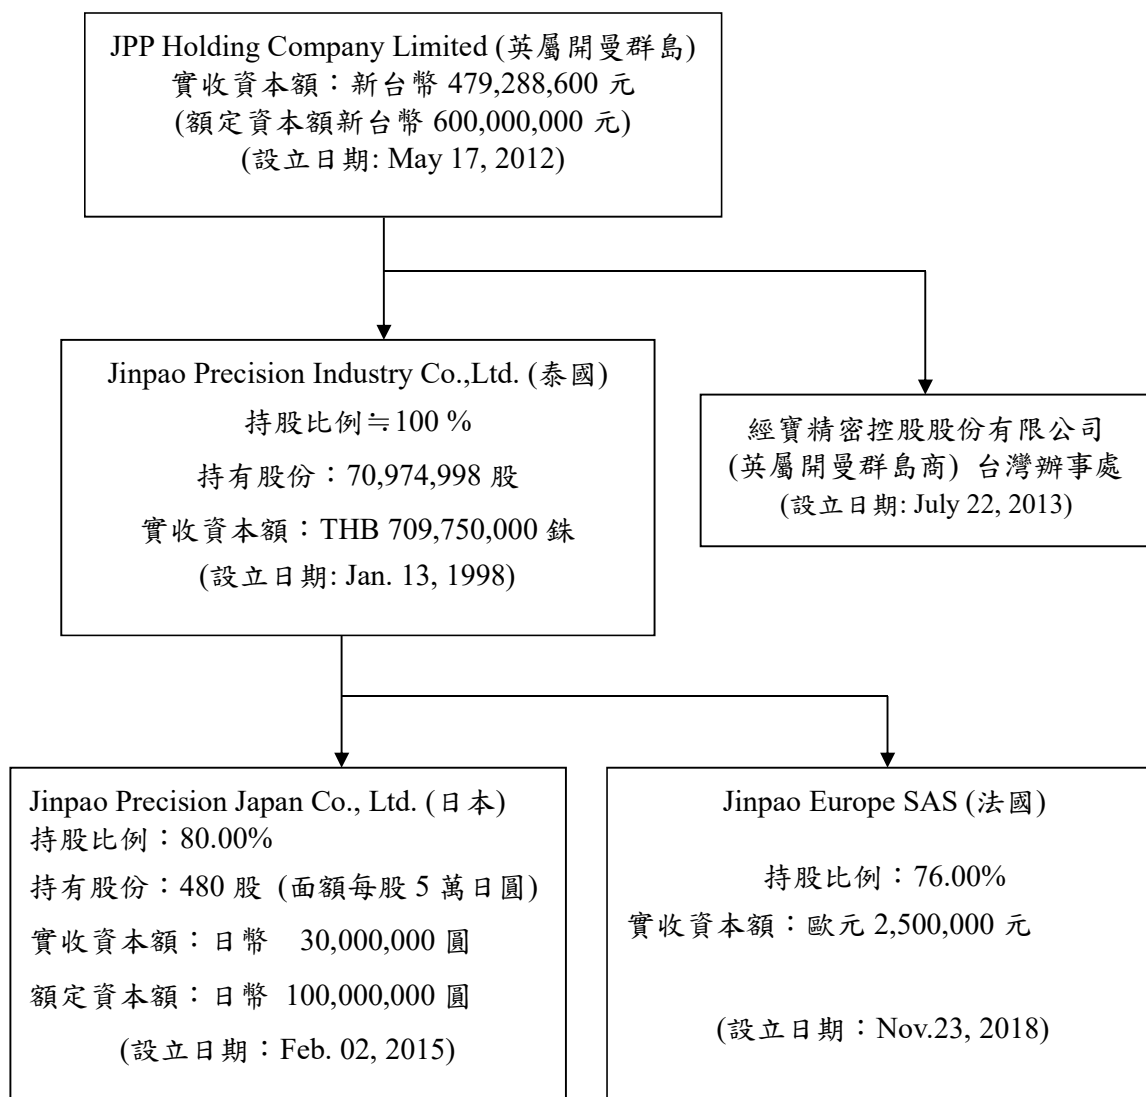 JPP Holding Company Limited (英屬開曼群島)
實收資本額：新台幣 479,288,600 元
(額定資本額新台幣 600,000,000 元)
(設立日期: May 17, 2012)
Jinpao Precision Industry Co.,Ltd. (泰國)
持股比例≒100 %
持有股份：70,974,998 股
實收資本額：THB 709,750,000 銖
(設立日期: Jan. 13, 1998)
經寶精密控股股份有限公司
(英屬開曼群島商) 台灣辦事處
(設立日期: July 22, 2013)
Jinpao Precision Japan Co., Ltd. (日本)
持股比例：80.00%
持有股份：480 股 (面額每股 5 萬日圓)
實收資本額：日幣 30,000,000 圓
額定資本額：日幣 100,000,000 圓
(設立日期：Feb. 02, 2015)
Jinpao Europe SAS (法國)
持股比例：76.00%
實收資本額：歐元 2,500,000 元
(設立日期：Nov.23, 2018)